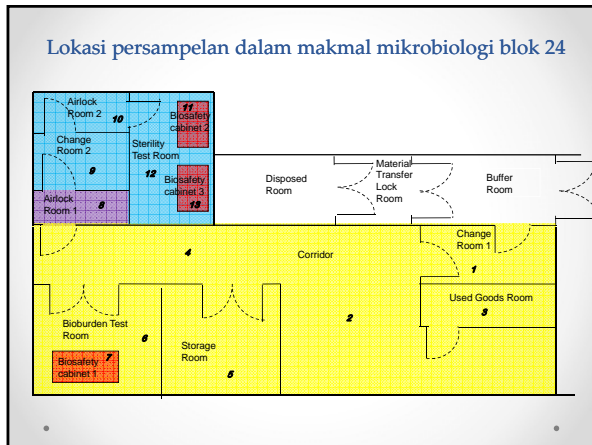 Lokasi persampelan dalam makmal mikrobiologi blok 24
Airlock
Room 2
10
11
Biosafety
cabinet 2
Change
Room 2
9
Sterility
Test Room
12
Biosafety
cabinet 3
13
Airlock
Room 1
8
Disposed
Room
Material
Transfer
Lock
Room
Buffer
Room
4
Corridor
Change
Room 1
1
Used Goods Room
3
2
Bioburden Test
Room
6
7
Biosafety
cabinet 1
Storage
Room
5